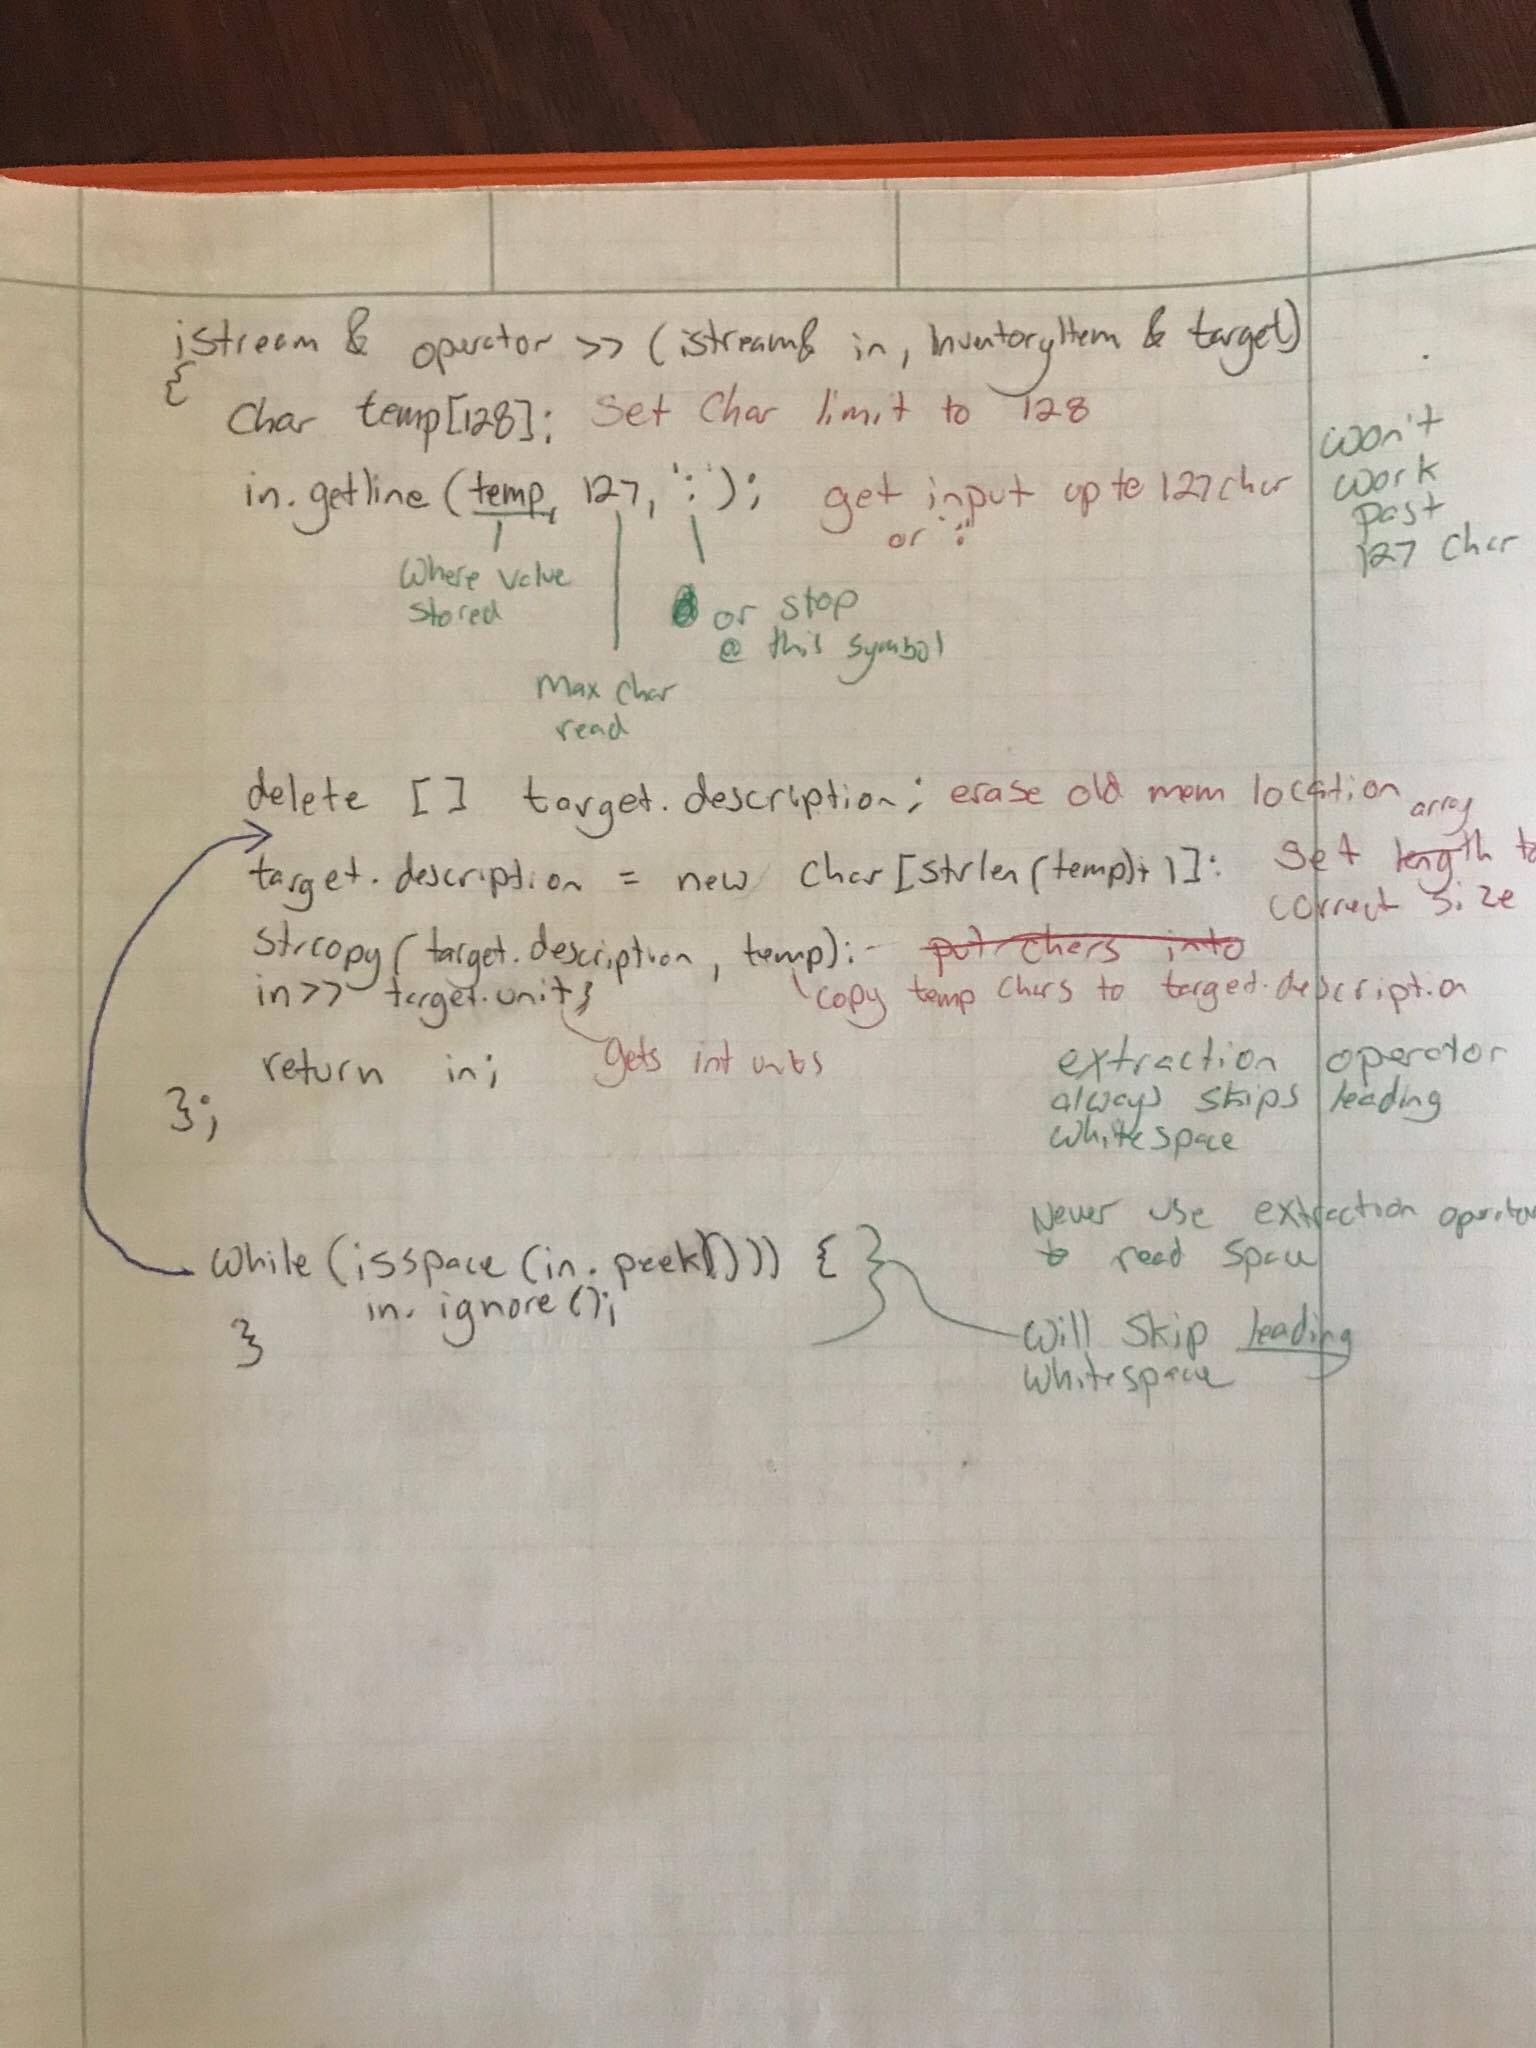 istream & operator >> (istream& in, InventoryItem & target)
{
char temp[128]; Set Char limit to 128
in.getline (temp, 127, ':'); get input up to 127 char
or ':'
won't
work
past
127 char
Where value
stored
or stop
@ this symbol
Max char
read
delete [ ] target.description; erase old mem location
array
target.description = new char[strlen(temp)+1]: Set length to
correct size
strcopy(target.description, temp): put chars into
in>> target.unit; copy temp chars to target.description
return in; gets int units
};
extraction operator
always skips leading
whitespace
Never use extraction operator
to read space
while (isspace (in.peek()))) {
in. ignore();
}
Will skip leading
whitespace